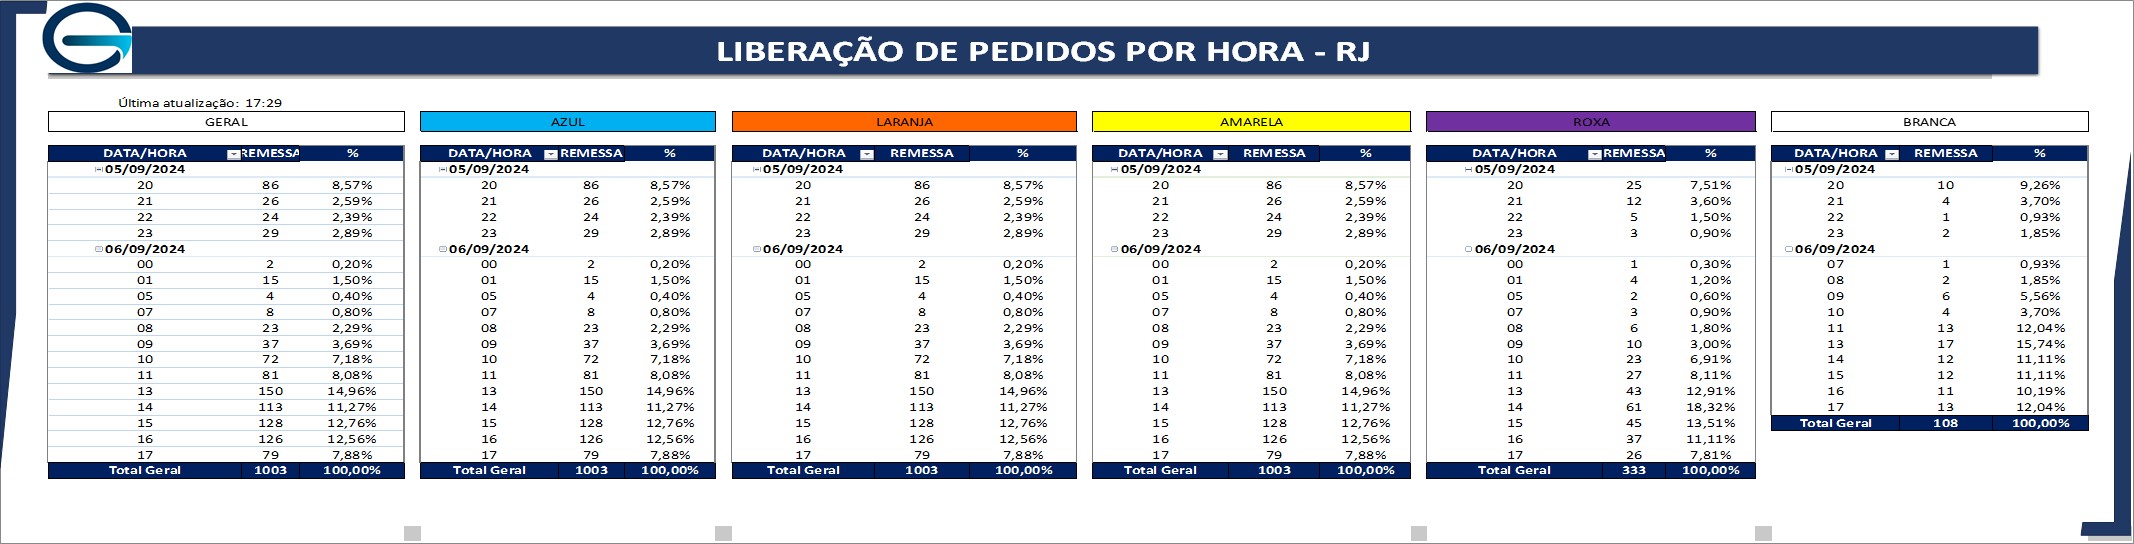 LIBERAÇÃO DE PEDIDOS POR HORA - RJ
Última atualização: 17:29
GERAL AZUL LARANJA AMARELA ROXA BRANCA
DATA/HORA REMESSA % DATA/HORA REMESSA % DATA/HORA REMESSA % DATA/HORA REMESSA % DATA/HORA REMESSA % DATA/HORA REMESSA %
05/09/2024 05/09/2024 05/09/2024 05/09/2024 05/09/2024 05/09/2024
20 86 8,57% 20 86 8,57% 20 86 8,57% 20 86 8,57% 20 25 7,51% 20 10 9,26%
21 26 2,59% 21 26 2,59% 21 26 2,59% 21 26 2,59% 21 12 3,60% 21 4 3,70%
22 24 2,39% 22 24 2,39% 22 24 2,39% 22 24 2,39% 22 5 1,50% 22 1 0,93%
23 29 2,89% 23 29 2,89% 23 29 2,89% 23 29 2,89% 23 3 0,90% 23 2 1,85%
06/09/2024 06/09/2024 06/09/2024 06/09/2024 06/09/2024 06/09/2024
00 2 0,20% 00 2 0,20% 00 2 0,20% 00 2 0,20% 00 1 0,30% 07 1 0,93%
01 15 1,50% 01 15 1,50% 01 15 1,50% 01 15 1,50% 01 4 1,20% 08 2 1,85%
05 4 0,40% 05 4 0,40% 05 4 0,40% 05 4 0,40% 05 2 0,60% 09 6 5,56%
07 8 0,80% 07 8 0,80% 07 8 0,80% 07 8 0,80% 07 3 0,90% 10 4 3,70%
08 23 2,29% 08 23 2,29% 08 23 2,29% 08 23 2,29% 08 6 1,80% 11 13 12,04%
09 37 3,69% 09 37 3,69% 09 37 3,69% 09 37 3,69% 09 10 3,00% 13 17 15,74%
10 72 7,18% 10 72 7,18% 10 72 7,18% 10 72 7,18% 10 23 6,91% 14 12 11,11%
11 81 8,08% 11 81 8,08% 11 81 8,08% 11 81 8,08% 11 27 8,11% 15 12 11,11%
13 150 14,96% 13 150 14,96% 13 150 14,96% 13 150 14,96% 13 43 12,91% 16 11 10,19%
14 113 11,27% 14 113 11,27% 14 113 11,27% 14 113 11,27% 14 61 18,32% 17 13 12,04%
15 128 12,76% 15 128 12,76% 15 128 12,76% 15 128 12,76% 15 45 13,51% Total Geral 108 100,00%
16 126 12,56% 16 126 12,56% 16 126 12,56% 16 126 12,56% 16 37 11,11%
17 79 7,88% 17 79 7,88% 17 79 7,88% 17 79 7,88% 17 26 7,81%
Total Geral 1003 100,00% Total Geral 1003 100,00% Total Geral 1003 100,00% Total Geral 1003 100,00% Total Geral 333 100,00%